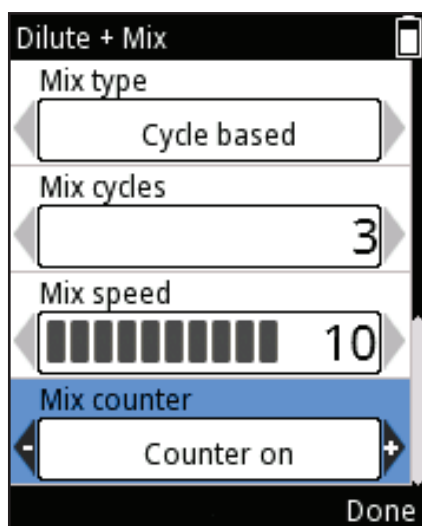 Dilute + Mix
Mix type
Cycle based
Mix cycles
3
Mix speed
10
Mix counter
- Counter on +
Done